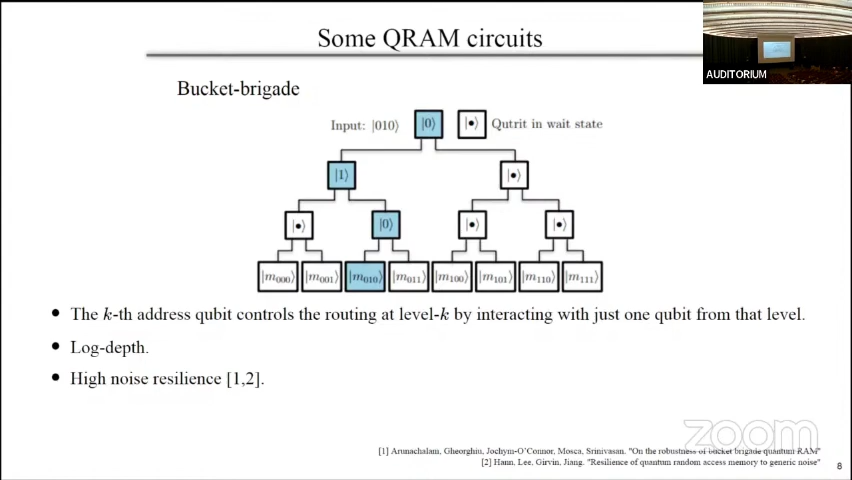 Some QRAM circuits
AUDITORIUM
Bucket-brigade
Input: |010⟩ |0⟩ |•⟩ Qutrit in wait state
|1⟩ |•⟩
|•⟩ |0⟩ |•⟩ |•⟩
|m₀₀₀⟩ |m₀₀₁⟩ |m₀₁₀⟩ |m₀₁₁⟩ |m₁₀₀⟩ |m₁₀₁⟩ |m₁₁₀⟩ |m₁₁₁⟩
• The k-th address qubit controls the routing at level-k by interacting with just one qubit from that level.
• Log-depth.
• High noise resilience [1,2].
zoom
[1] Arunachalam, Gheorghiu, Jochym-O'Connor, Mosca, Srinivasan. "On the robustness of bucket brigade quantum RAM"
[2] Hann, Lee, Girvin, Jiang. "Resilience of quantum random access memory to generic noise"
8